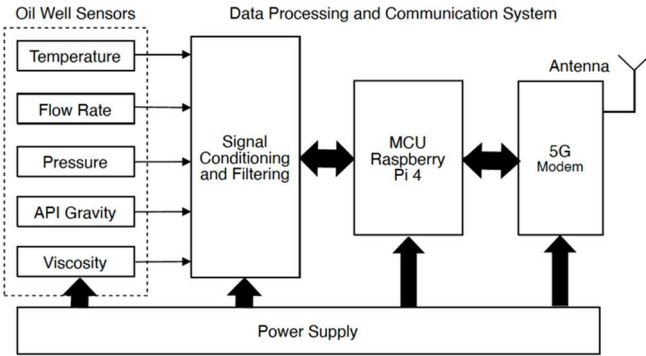 Oil Well Sensors
Data Processing and Communication System
Temperature
Flow Rate
Pressure
API Gravity
Viscosity
Signal
Conditioning
and Filtering
MCU
Raspberry
Pi 4
5G
Modem
Antenna
Power Supply